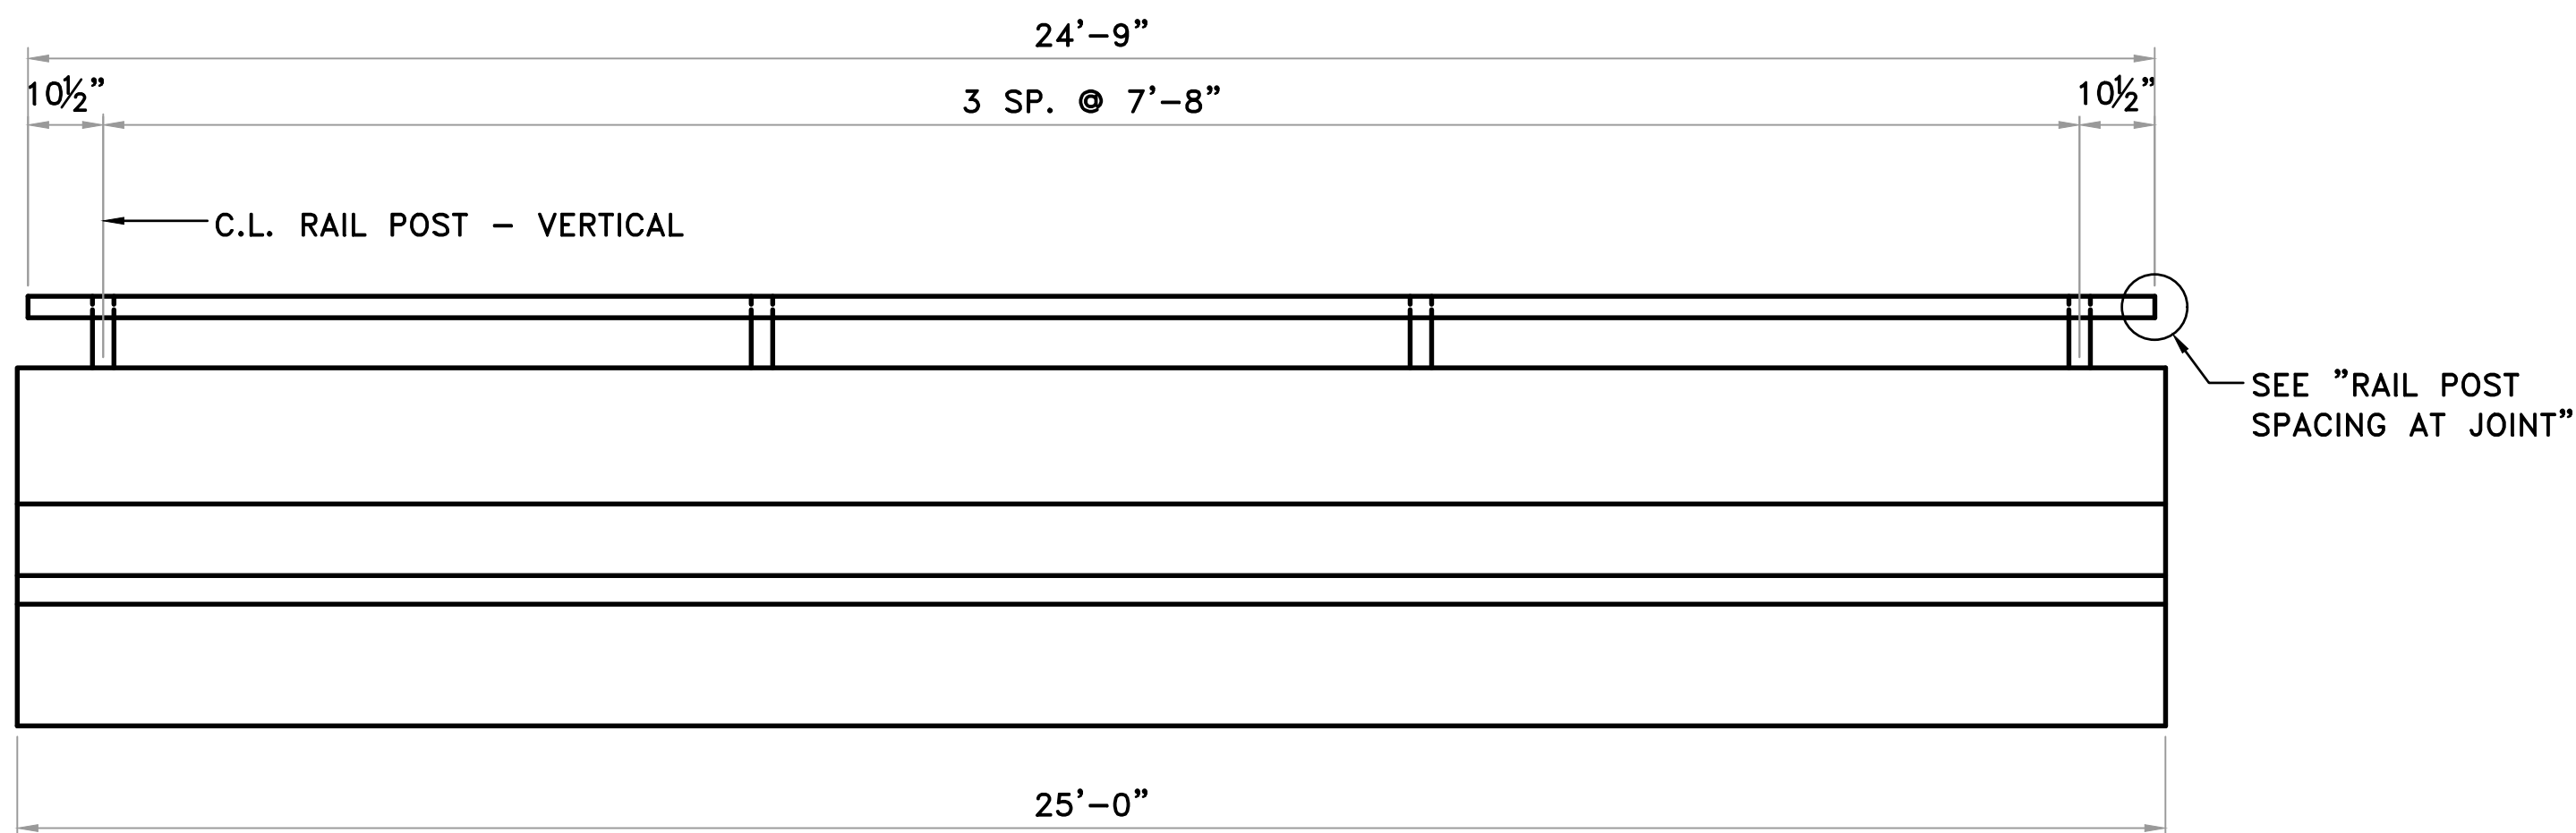 24'-9"
10½"
3 SP. @ 7'-8"
10½"
C.L. RAIL POST - VERTICAL
SEE "RAIL POST
SPACING AT JOINT"
25'-0"